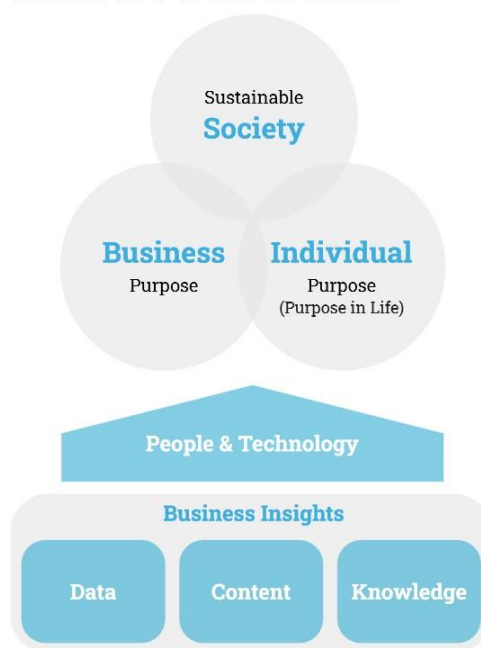 Sustainable
Society
Business
Purpose
Individual
Purpose
(Purpose in Life)
People & Technology
Business Insights
Data
Content
Knowledge